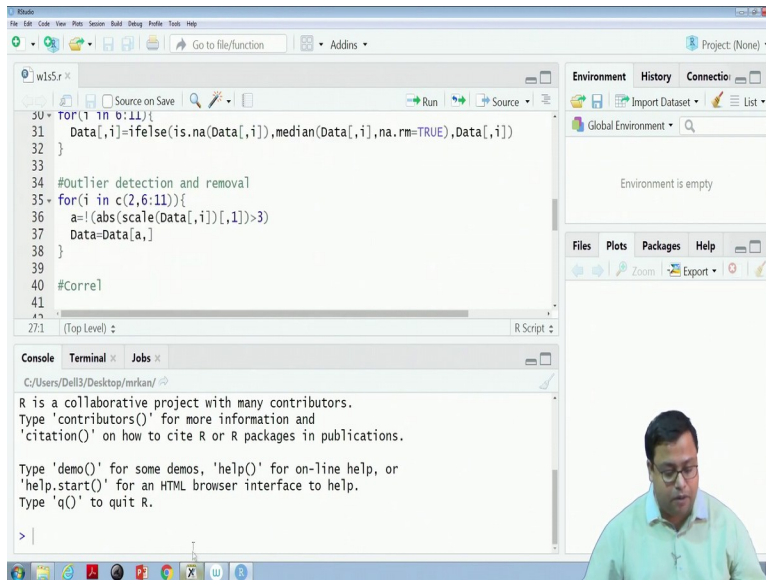 RStudio
File Edit Code View Plots Session Build Debug Profile Tools Help
Go to file/function
Addins
Project: (None)
w1s5.r
Source on Save
Run
Source
30 for(i in 6:11){
31 Data[,i]=ifelse(is.na(Data[,i]),median(Data[,i],na.rm=TRUE),Data[,i])
32 }
33
34 #Outlier detection and removal
35 for(i in c(2,6:11)){
36 a=!(abs(scale(Data[,i])[,1])>3)
37 Data=Data[a,]
38 }
39
40 #Correl
41
42
27:1 (Top Level)
R Script
Console Terminal Jobs
C:/Users/Dell3/Desktop/mrkan/
R is a collaborative project with many contributors.
Type 'contributors()' for more information and
'citation()' on how to cite R or R packages in publications.
Type 'demo()' for some demos, 'help()' for on-line help, or
'help.start()' for an HTML browser interface to help.
Type 'q()' to quit R.
>
Environment History Connectio
Import Dataset
List
Global Environment
Environment is empty
Files Plots Packages Help
Zoom Export